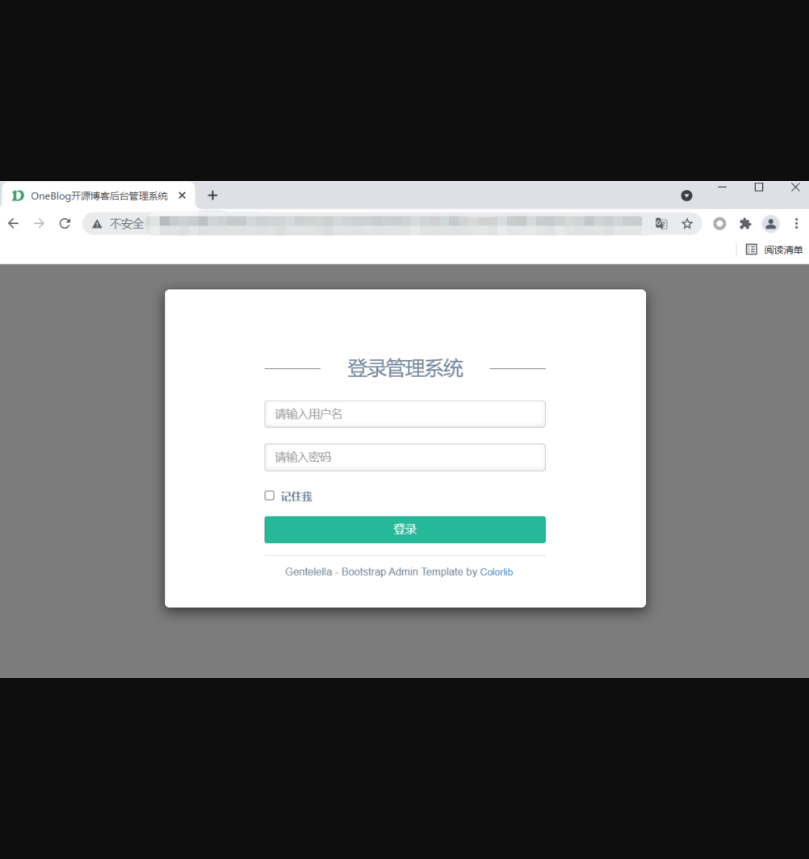 OneBlog开源博客后台管理系统
不安全
阅读清单
登录管理系统
请输入用户名
请输入密码
记住我
登录
Gentelella - Bootstrap Admin Template by Colorlib